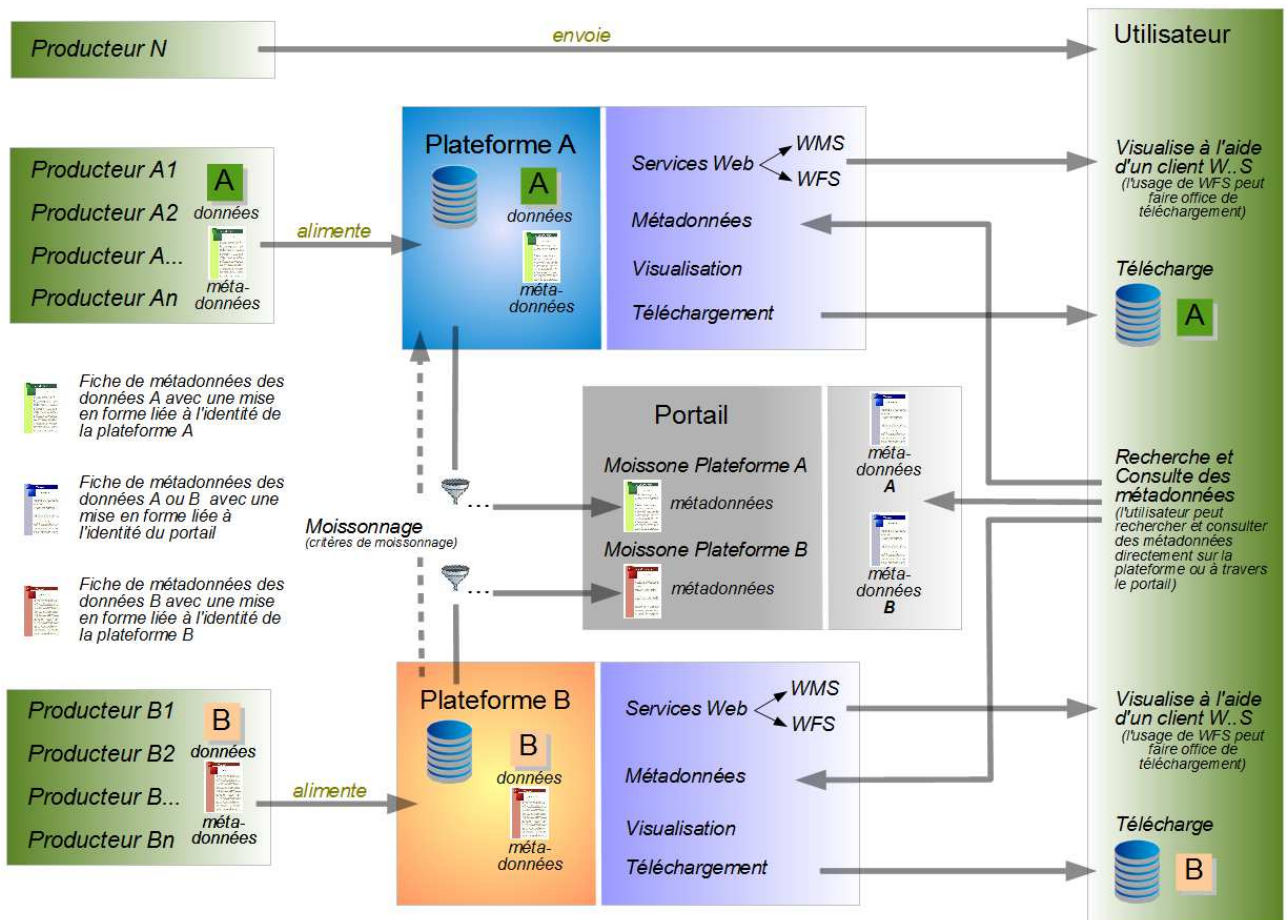 Producteur N
envoie
Utilisateur
Producteur A1
Producteur A2
Producteur A...
Producteur An
A
données
méta-
données
alimente
Plateforme A
A
données
méta-
données
Services Web
WMS
WFS
Métadonnées
Visualisation
Téléchargement
Visualise à l'aide
d'un client W..S
(l'usage de WFS peut
faire office de
téléchargement)
Télécharge
A
Fiche de métadonnées des
données A avec une mise
en forme liée à l'identité de
la plateforme A
Fiche de métadonnées des
données A ou B avec une
mise en forme liée à
l'identité du portail
Fiche de métadonnées des
données B avec une mise
en forme liée à l'identité de
la plateforme B
Moissonnage
(critères de moissonnage)
...
...
Portail
Moissone Plateforme A
métadonnées
Moissone Plateforme B
métadonnées
méta-
données
A
méta-
données
B
Recherche et
Consulte des
métadonnées
(l'utilisateur peut
rechercher et consulter
des métadonnées
directement sur la
plateforme ou à travers
le portail)
Producteur B1
Producteur B2
Producteur B...
Producteur Bn
B
données
méta-
données
alimente
Plateforme B
B
données
méta-
données
Services Web
WMS
WFS
Métadonnées
Visualisation
Téléchargement
Visualise à l'aide
d'un client W..S
(l'usage de WFS peut
faire office de
téléchargement)
Télécharge
B